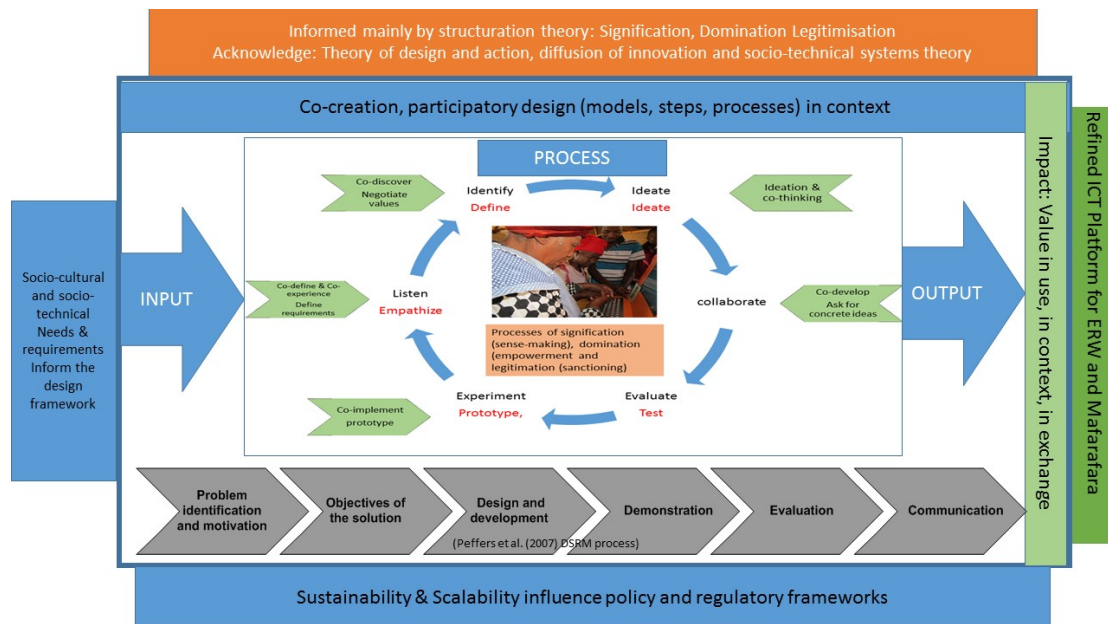 Informed mainly by structuration theory: Signification, Domination Legitimisation
Acknowledge: Theory of design and action, diffusion of innovation and socio-technical systems theory
Co-creation, participatory design (models, steps, processes) in context
Socio-cultural
and socio-
technical
Needs &
requirements
Inform the
design
framework
INPUT
PROCESS
Co-discover
Negotiate
values
Identify
Define
Ideate
Ideate
Ideation &
co-thinking
Co-define & Co-
experience
Define
requirements
Listen
Empathize
collaborate
Co-develop
Ask for
concrete ideas
Processes of signification
(sense-making), domination
(empowerment and
legitimation (sanctioning)
Experiment
Prototype,
Evaluate
Test
Co-implement
prototype
OUTPUT
Impact: Value in use, in context, in exchange
Refined ICT Platform for ERW and Mafarafara
Problem
identification
and motivation
Objectives of
the solution
Design and
development
Demonstration
Evaluation
Communication
(Peffers et al. (2007) DSRM process)
Sustainability & Scalability influence policy and regulatory frameworks